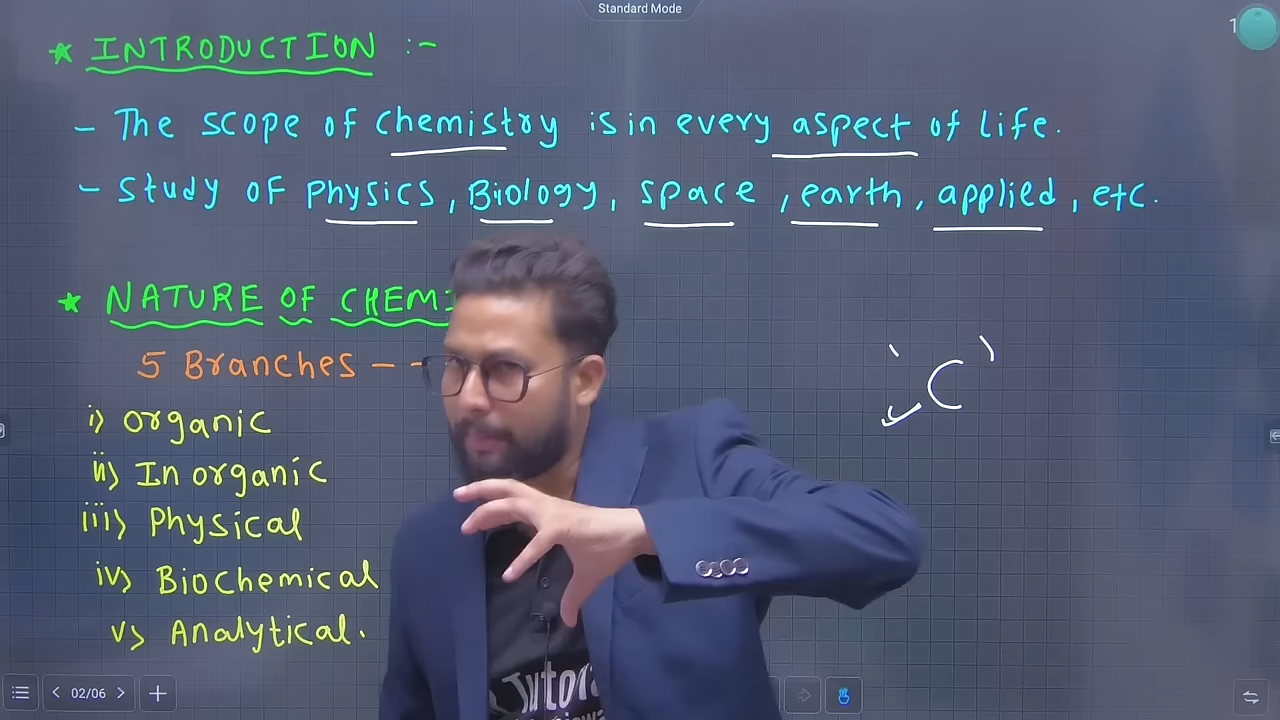 Standard Mode
1
★ INTRODUCTION :-
- The scope of chemistry is in every aspect of life.
- study of physics, Biology, space, earth, applied, etc.
★ NATURE OF CHEM
5 Branches - -
i) organic
'C'
ii) In organic
iii) Physical
iv) Biochemical
v) Analytical.
02/06